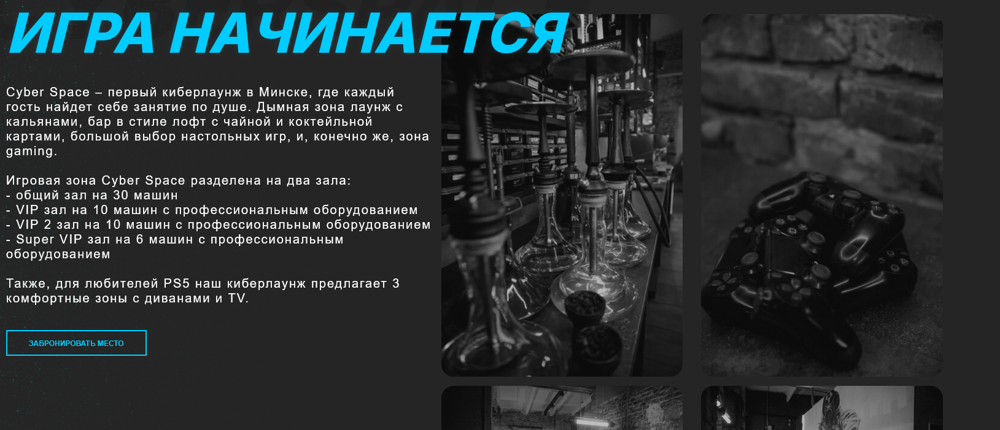 ИГРА НАЧИНАЕТСЯ
Cyber Space – первый киберлаунж в Минске, где каждый
гость найдет себе занятие по душе. Дымная зона лаунж с
кальянами, бар в стиле лофт с чайной и коктейльной
картами, большой выбор настольных игр, и, конечно же, зона
gaming.
Игровая зона Cyber Space разделена на два зала:
- общий зал на 30 машин
- VIP зал на 10 машин с профессиональным оборудованием
- VIP 2 зал на 10 машин с профессиональным оборудованием
- Super VIP зал на 6 машин с профессиональным
оборудованием
Также, для любителей PS5 наш киберлаунж предлагает 3
комфортные зоны с диванами и TV.
ЗАБРОНИРОВАТЬ МЕСТО